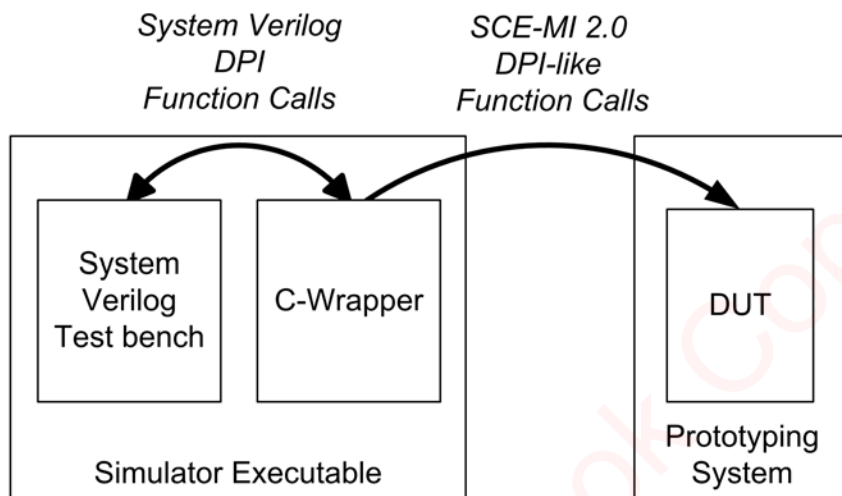 System Verilog
DPI
Function Calls
SCE-MI 2.0
DPI-like
Function Calls
System
Verilog
Test bench
C-Wrapper
DUT
Simulator Executable
Prototyping
System